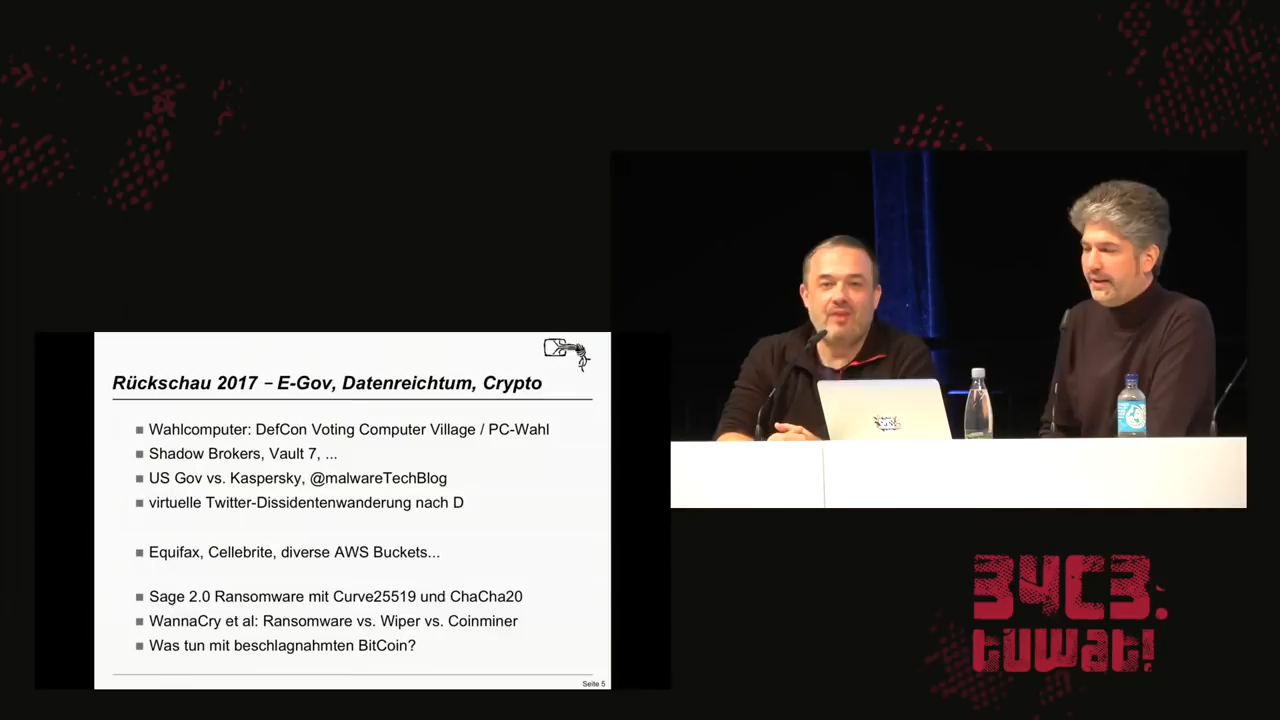 Rückschau 2017 – E-Gov, Datenreichtum, Crypto
Wahlcomputer: DefCon Voting Computer Village / PC-Wahl
Shadow Brokers, Vault 7, ...
US Gov vs. Kaspersky, @malwareTechBlog
virtuelle Twitter-Dissidentenwanderung nach D
Equifax, Cellebrite, diverse AWS Buckets...
Sage 2.0 Ransomware mit Curve25519 und ChaCha20
WannaCry et al: Ransomware vs. Wiper vs. Coinminer
Was tun mit beschlagnahmten BitCoin?
Seite 5
34C3.
tuwat!